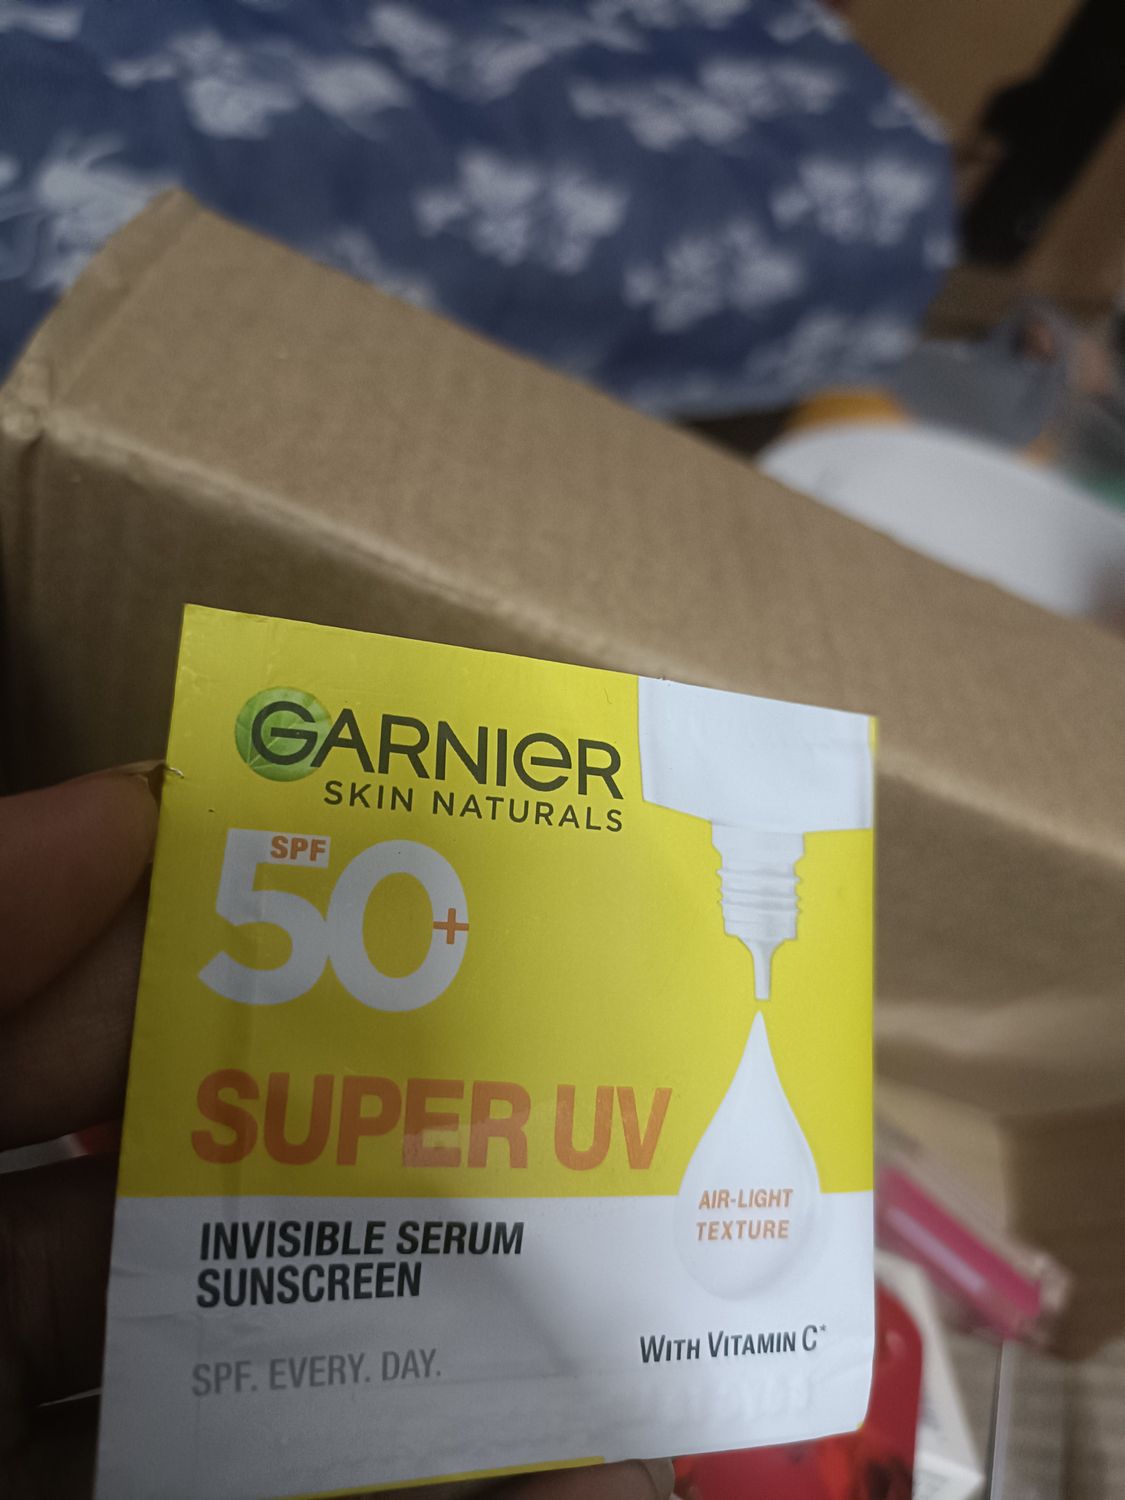 GARNIER
SKIN NATURALS
SPF
50+
SUPER UV
AIR-LIGHT
TEXTURE
INVISIBLE SERUM
SUNSCREEN
WITH VITAMIN C*
SPF. EVERY. DAY.